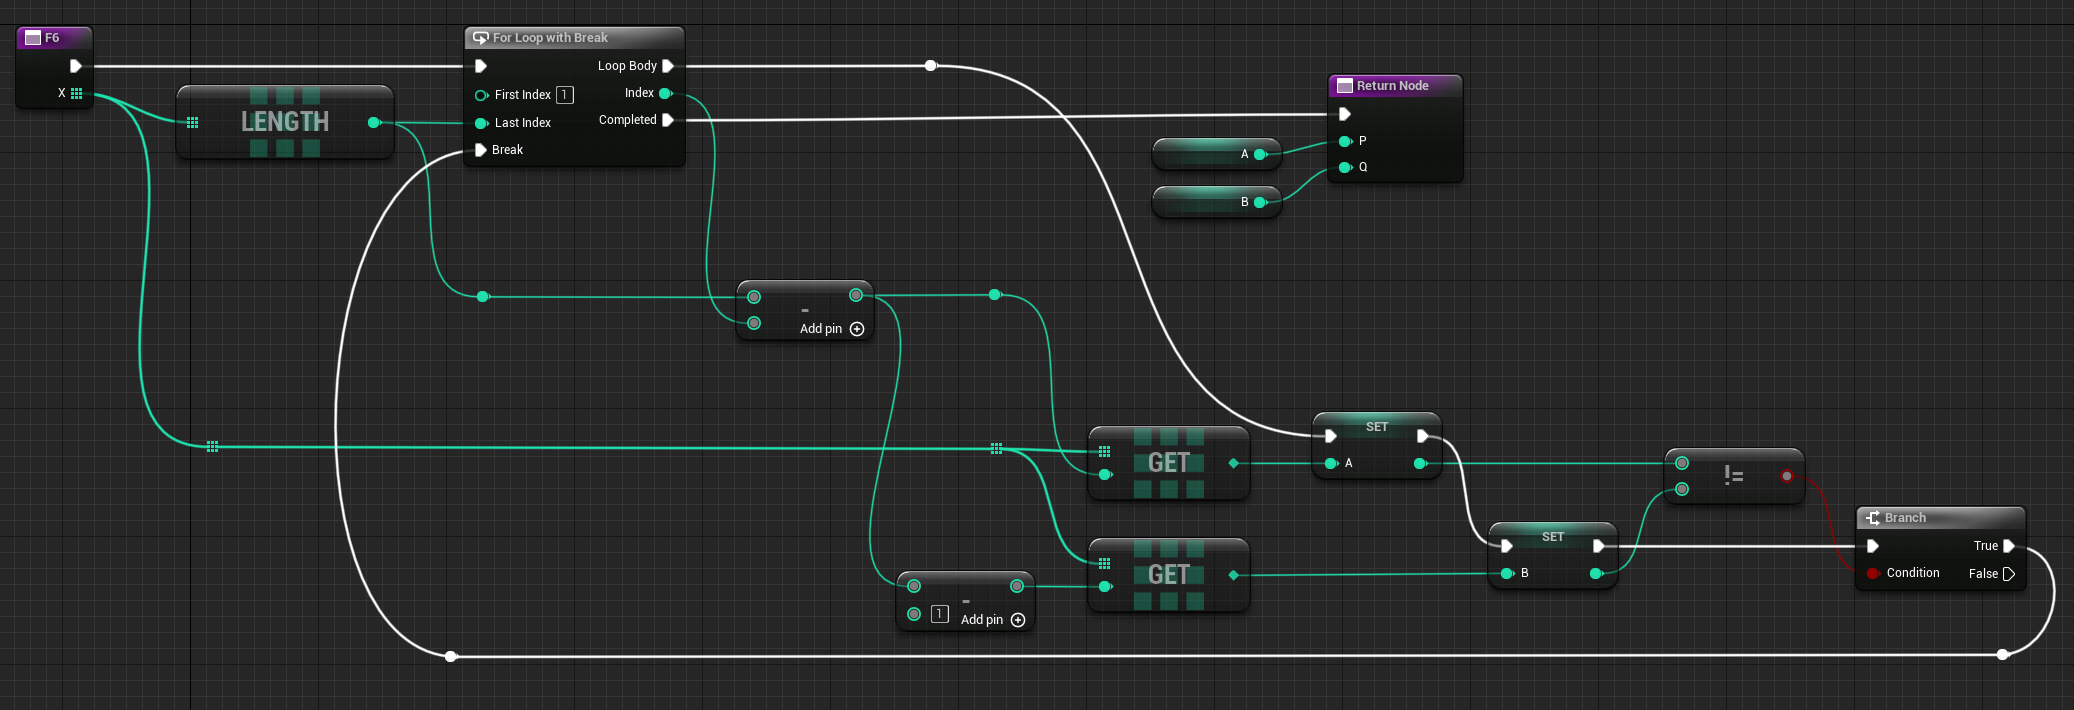 F6
X
LENGTH
For Loop with Break
Loop Body
First Index 1
Index
Last Index
Completed
Break
Return Node
A
P
B
Q
-
Add pin
GET
SET
A
!=
GET
SET
B
-
1
Add pin
Branch
True
Condition
False